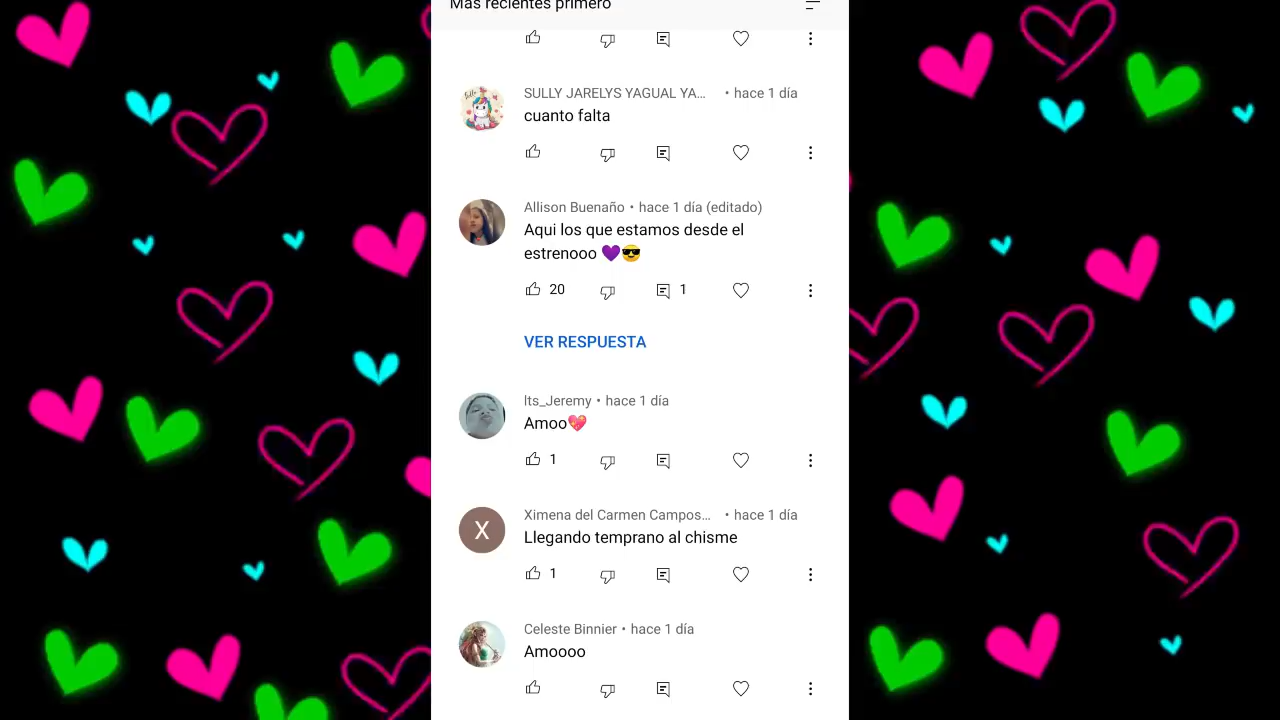 Mas recientes primero
SULLY JARELYS YAGUAL YA... • hace 1 día
cuanto falta
Allison Buenaño • hace 1 día (editado)
Aqui los que estamos desde el
estrenooo 💜😎
20 1
VER RESPUESTA
Its_Jeremy • hace 1 día
Amoo💖
1
X
Ximena del Carmen Campos... • hace 1 día
Llegando temprano al chisme
1
Celeste Binnier • hace 1 día
Amoooo